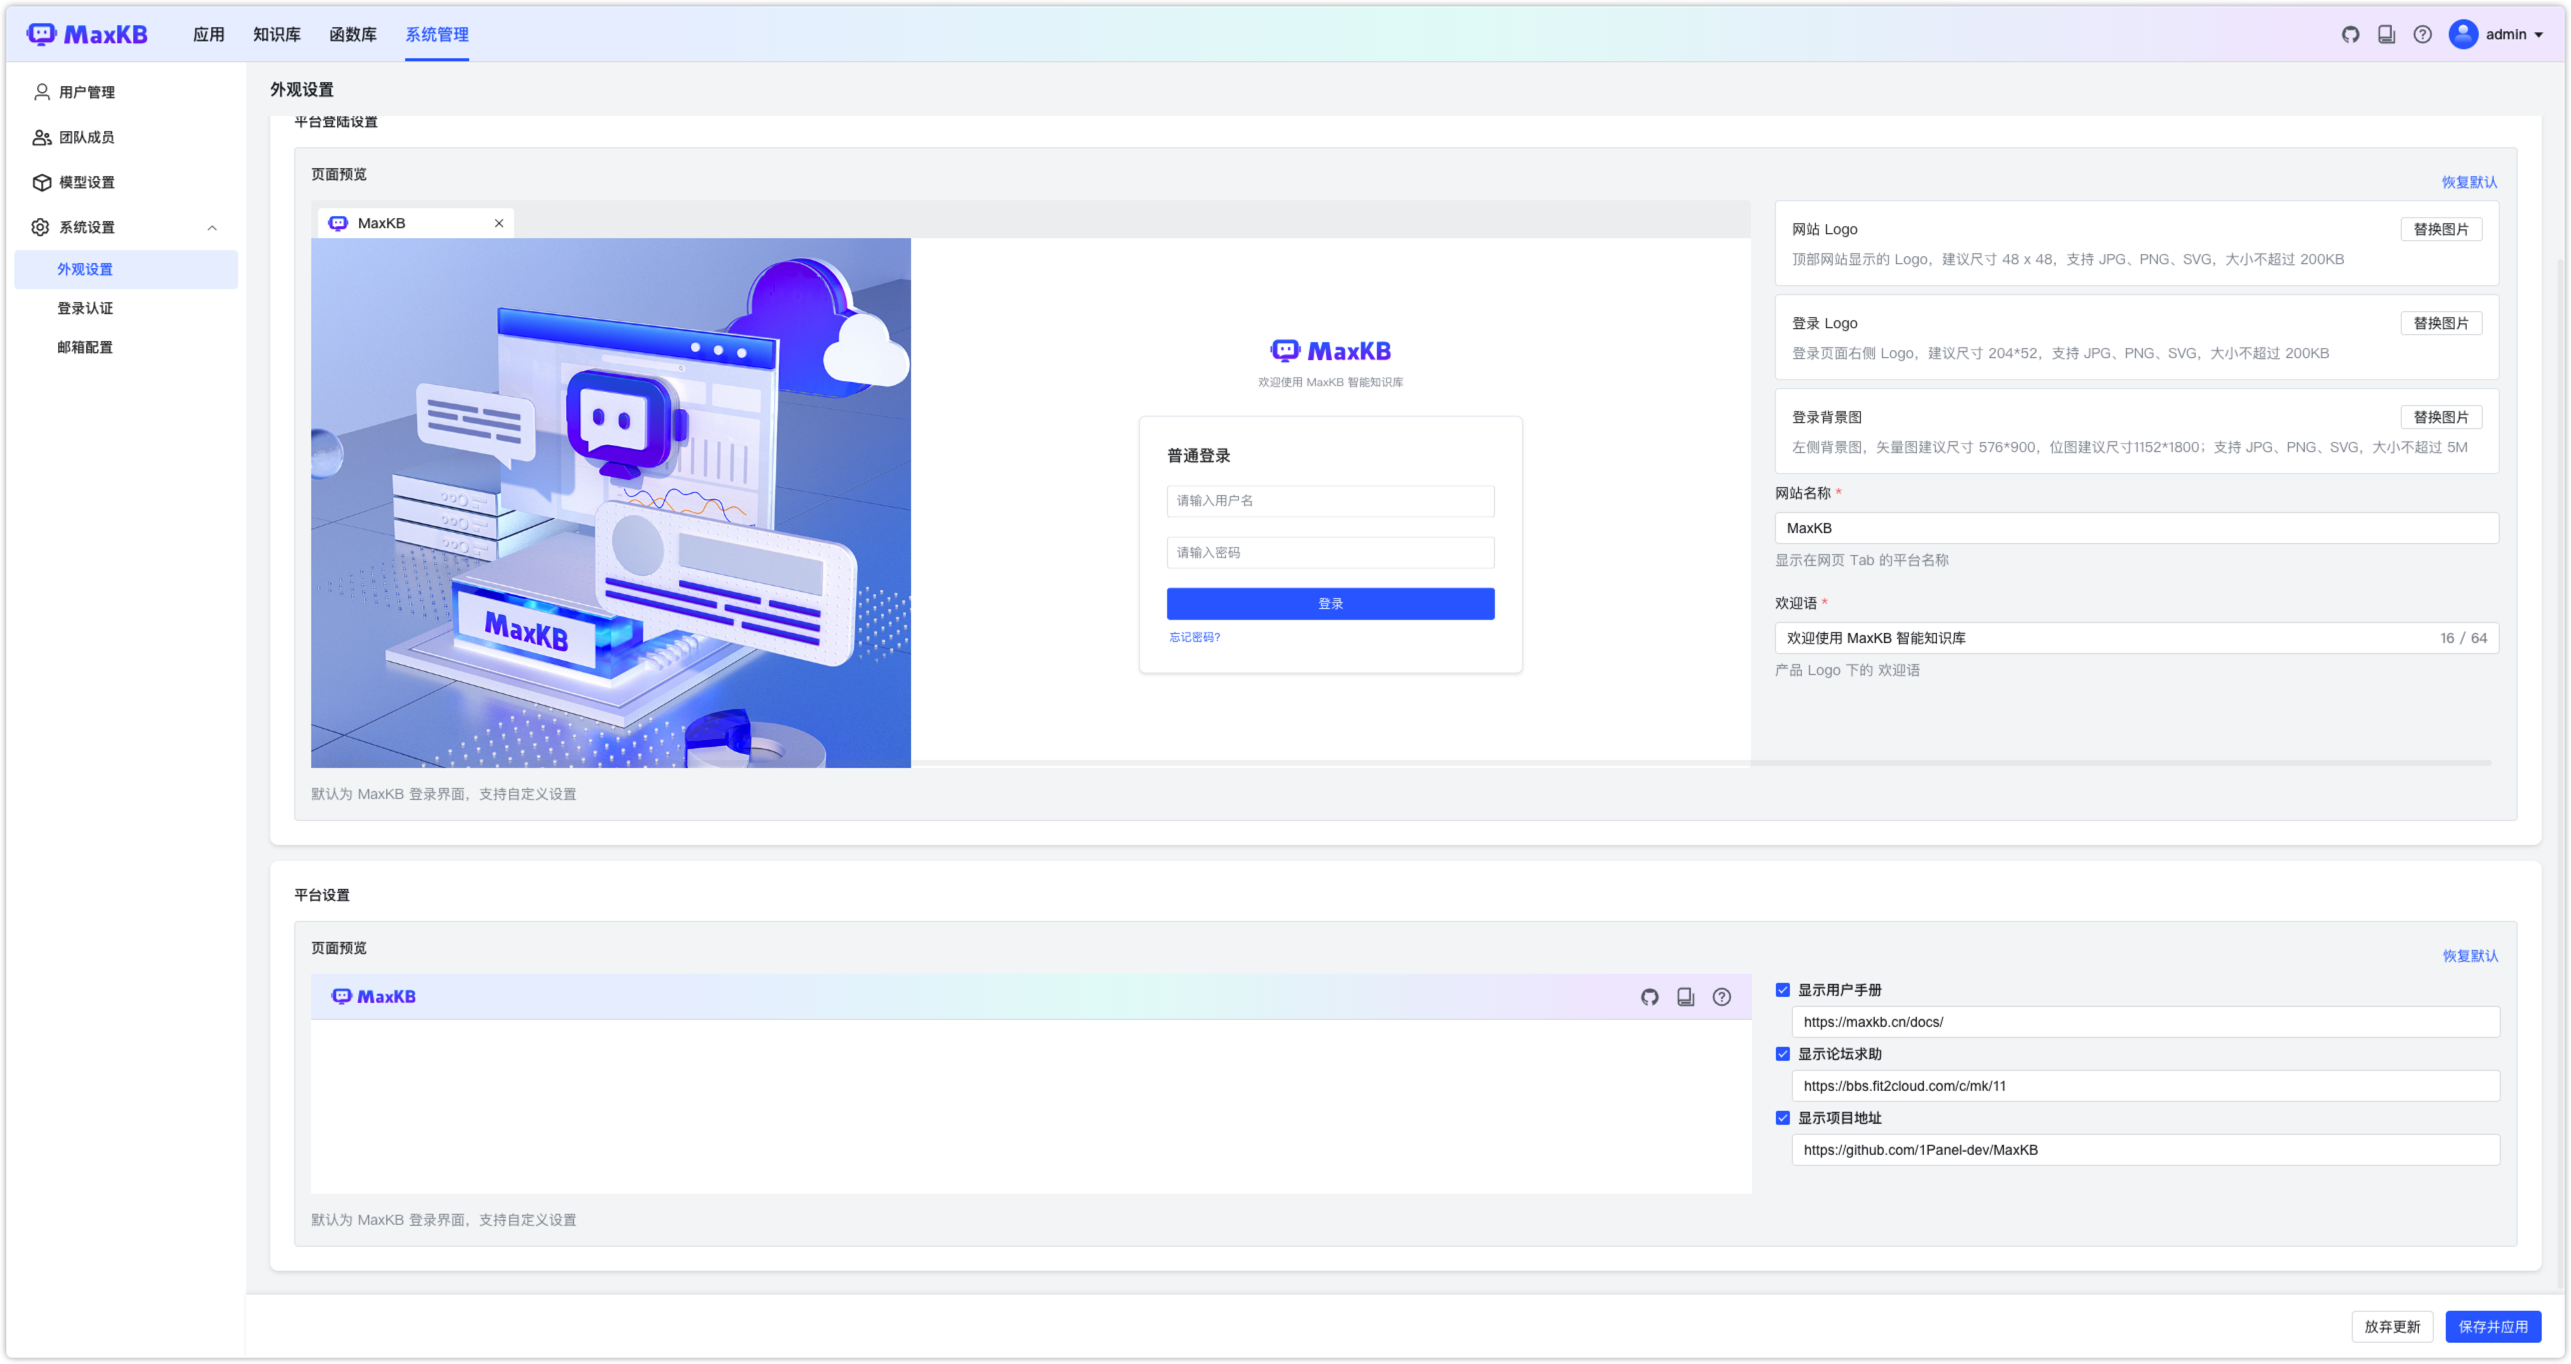 MaxKB
应用
知识库
函数库
系统管理
admin
用户管理
团队成员
模型设置
系统设置
外观设置
登录认证
邮箱配置
外观设置
平台登陆设置
页面预览
恢复默认
MaxKB
MaxKB
MaxKB
欢迎使用 MaxKB 智能知识库
普通登录
请输入用户名
请输入密码
登录
忘记密码?
默认为 MaxKB 登录界面，支持自定义设置
网站 Logo
替换图片
顶部网站显示的 Logo，建议尺寸 48 x 48，支持 JPG、PNG、SVG，大小不超过 200KB
登录 Logo
替换图片
登录页面右侧 Logo，建议尺寸 204*52，支持 JPG、PNG、SVG，大小不超过 200KB
登录背景图
替换图片
左侧背景图，矢量图建议尺寸 576*900，位图建议尺寸1152*1800；支持 JPG、PNG、SVG，大小不超过 5M
网站名称 *
MaxKB
显示在网页 Tab 的平台名称
欢迎语 *
欢迎使用 MaxKB 智能知识库
16 / 64
产品 Logo 下的 欢迎语
平台设置
页面预览
恢复默认
MaxKB
默认为 MaxKB 登录界面，支持自定义设置
显示用户手册
https://maxkb.cn/docs/
显示论坛求助
https://bbs.fit2cloud.com/c/mk/11
显示项目地址
https://github.com/1Panel-dev/MaxKB
放弃更新
保存并应用